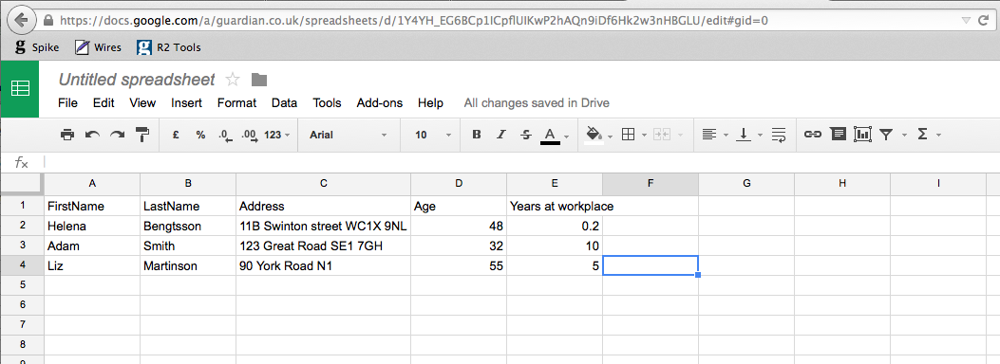 https://docs.google.com/a/guardian.co.uk/spreadsheets/d/1Y4YH_EG6BCp1ICpflUIKwP2hAQn9iDf6Hk2w3nHBGLU/edit#gid=0
g Spike Wires g R2 Tools
Untitled spreadsheet
File Edit View Insert Format Data Tools Add-ons Help All changes saved in Drive
£ % .0 .00 123 Arial 10 B I S A Σ
fx
A B C D E F G H I
1 FirstName LastName Address Age Years at workplace
2 Helena Bengtsson 11B Swinton street WC1X 9NL 48 0.2
3 Adam Smith 123 Great Road SE1 7GH 32 10
4 Liz Martinson 90 York Road N1 55 5
5
6
7
8
9